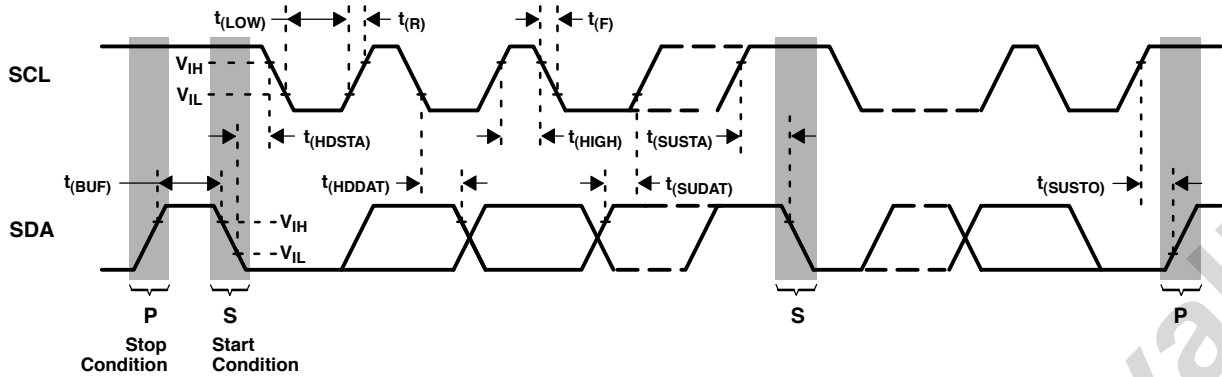 t(LOW)
t(R)
t(F)
SCL
VIH
VIL
t(HDSTA)
t(HIGH)
t(SUSTA)
t(BUF)
t(HDDAT)
t(SUDAT)
t(SUSTO)
SDA
VIH
VIL
P
S
S
P
Stop
Condition
Start
Condition